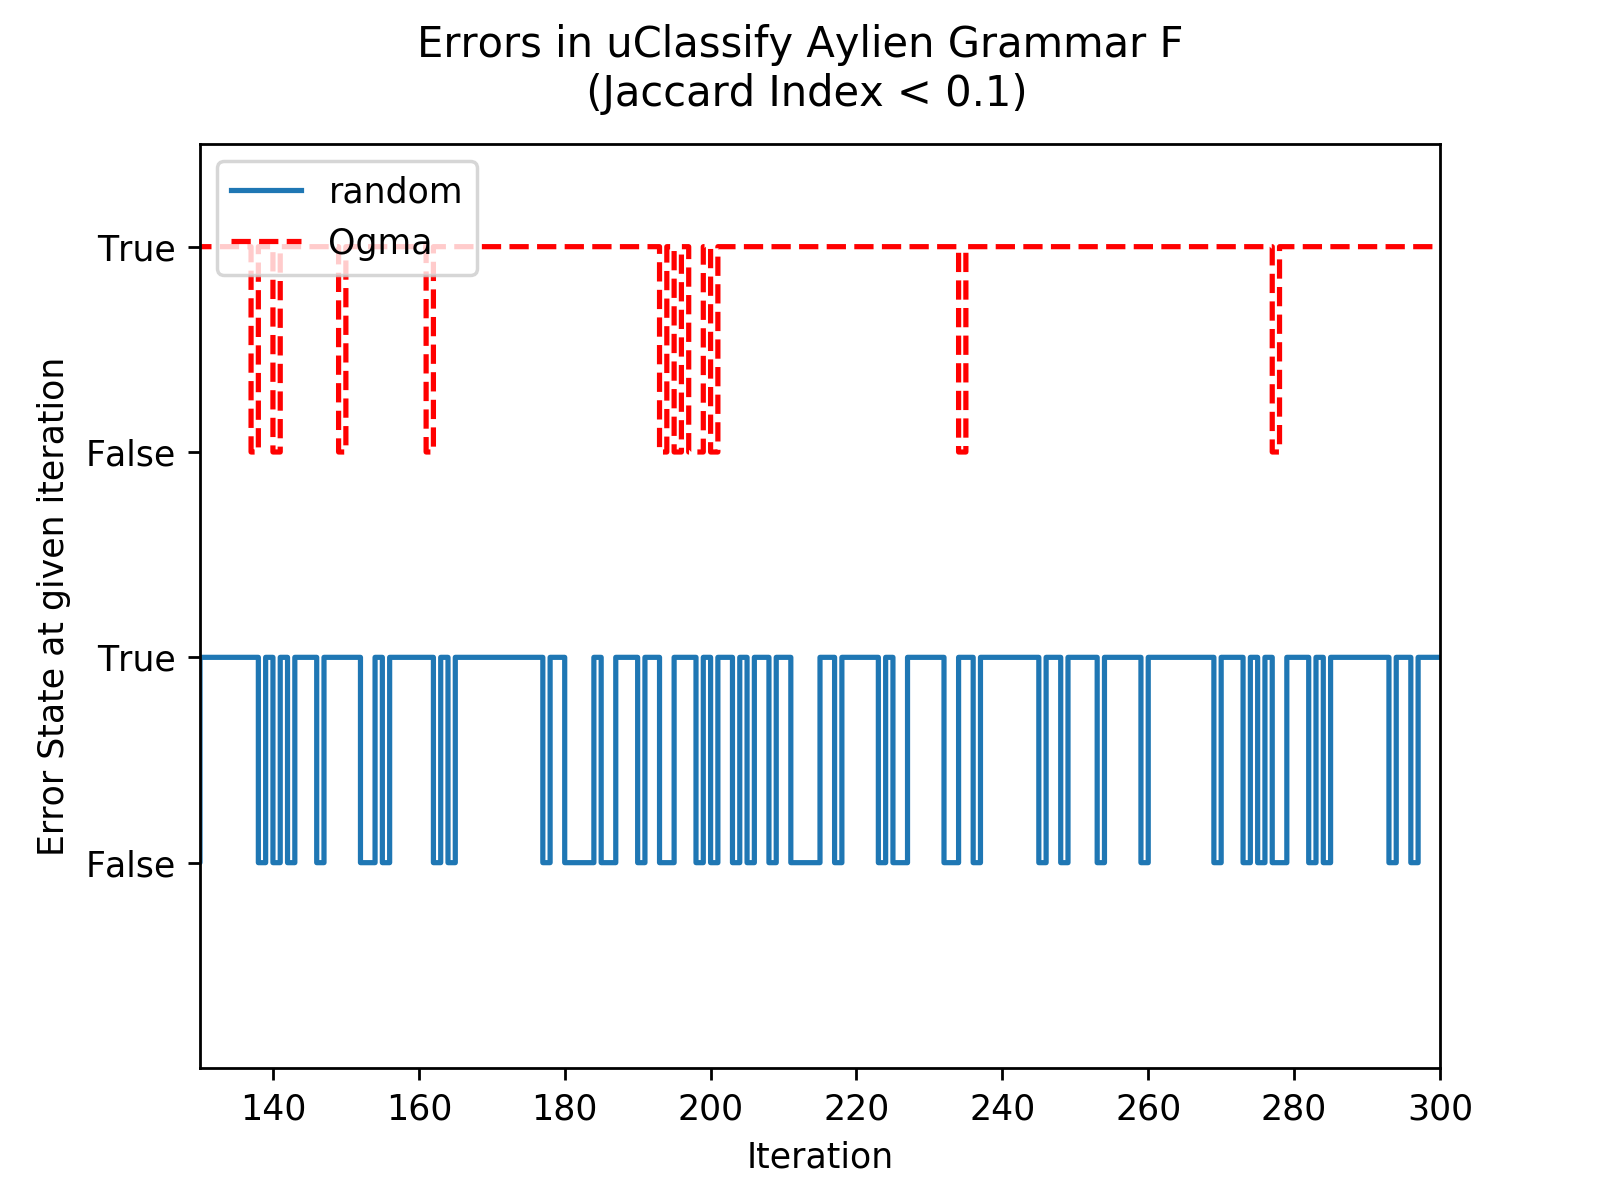 Errors in uClassify Aylien Grammar F
(Jaccard Index < 0.1)
random
Ogma
True
False
True
False
Error State at given iteration
140 160 180 200 220 240 260 280 300
Iteration